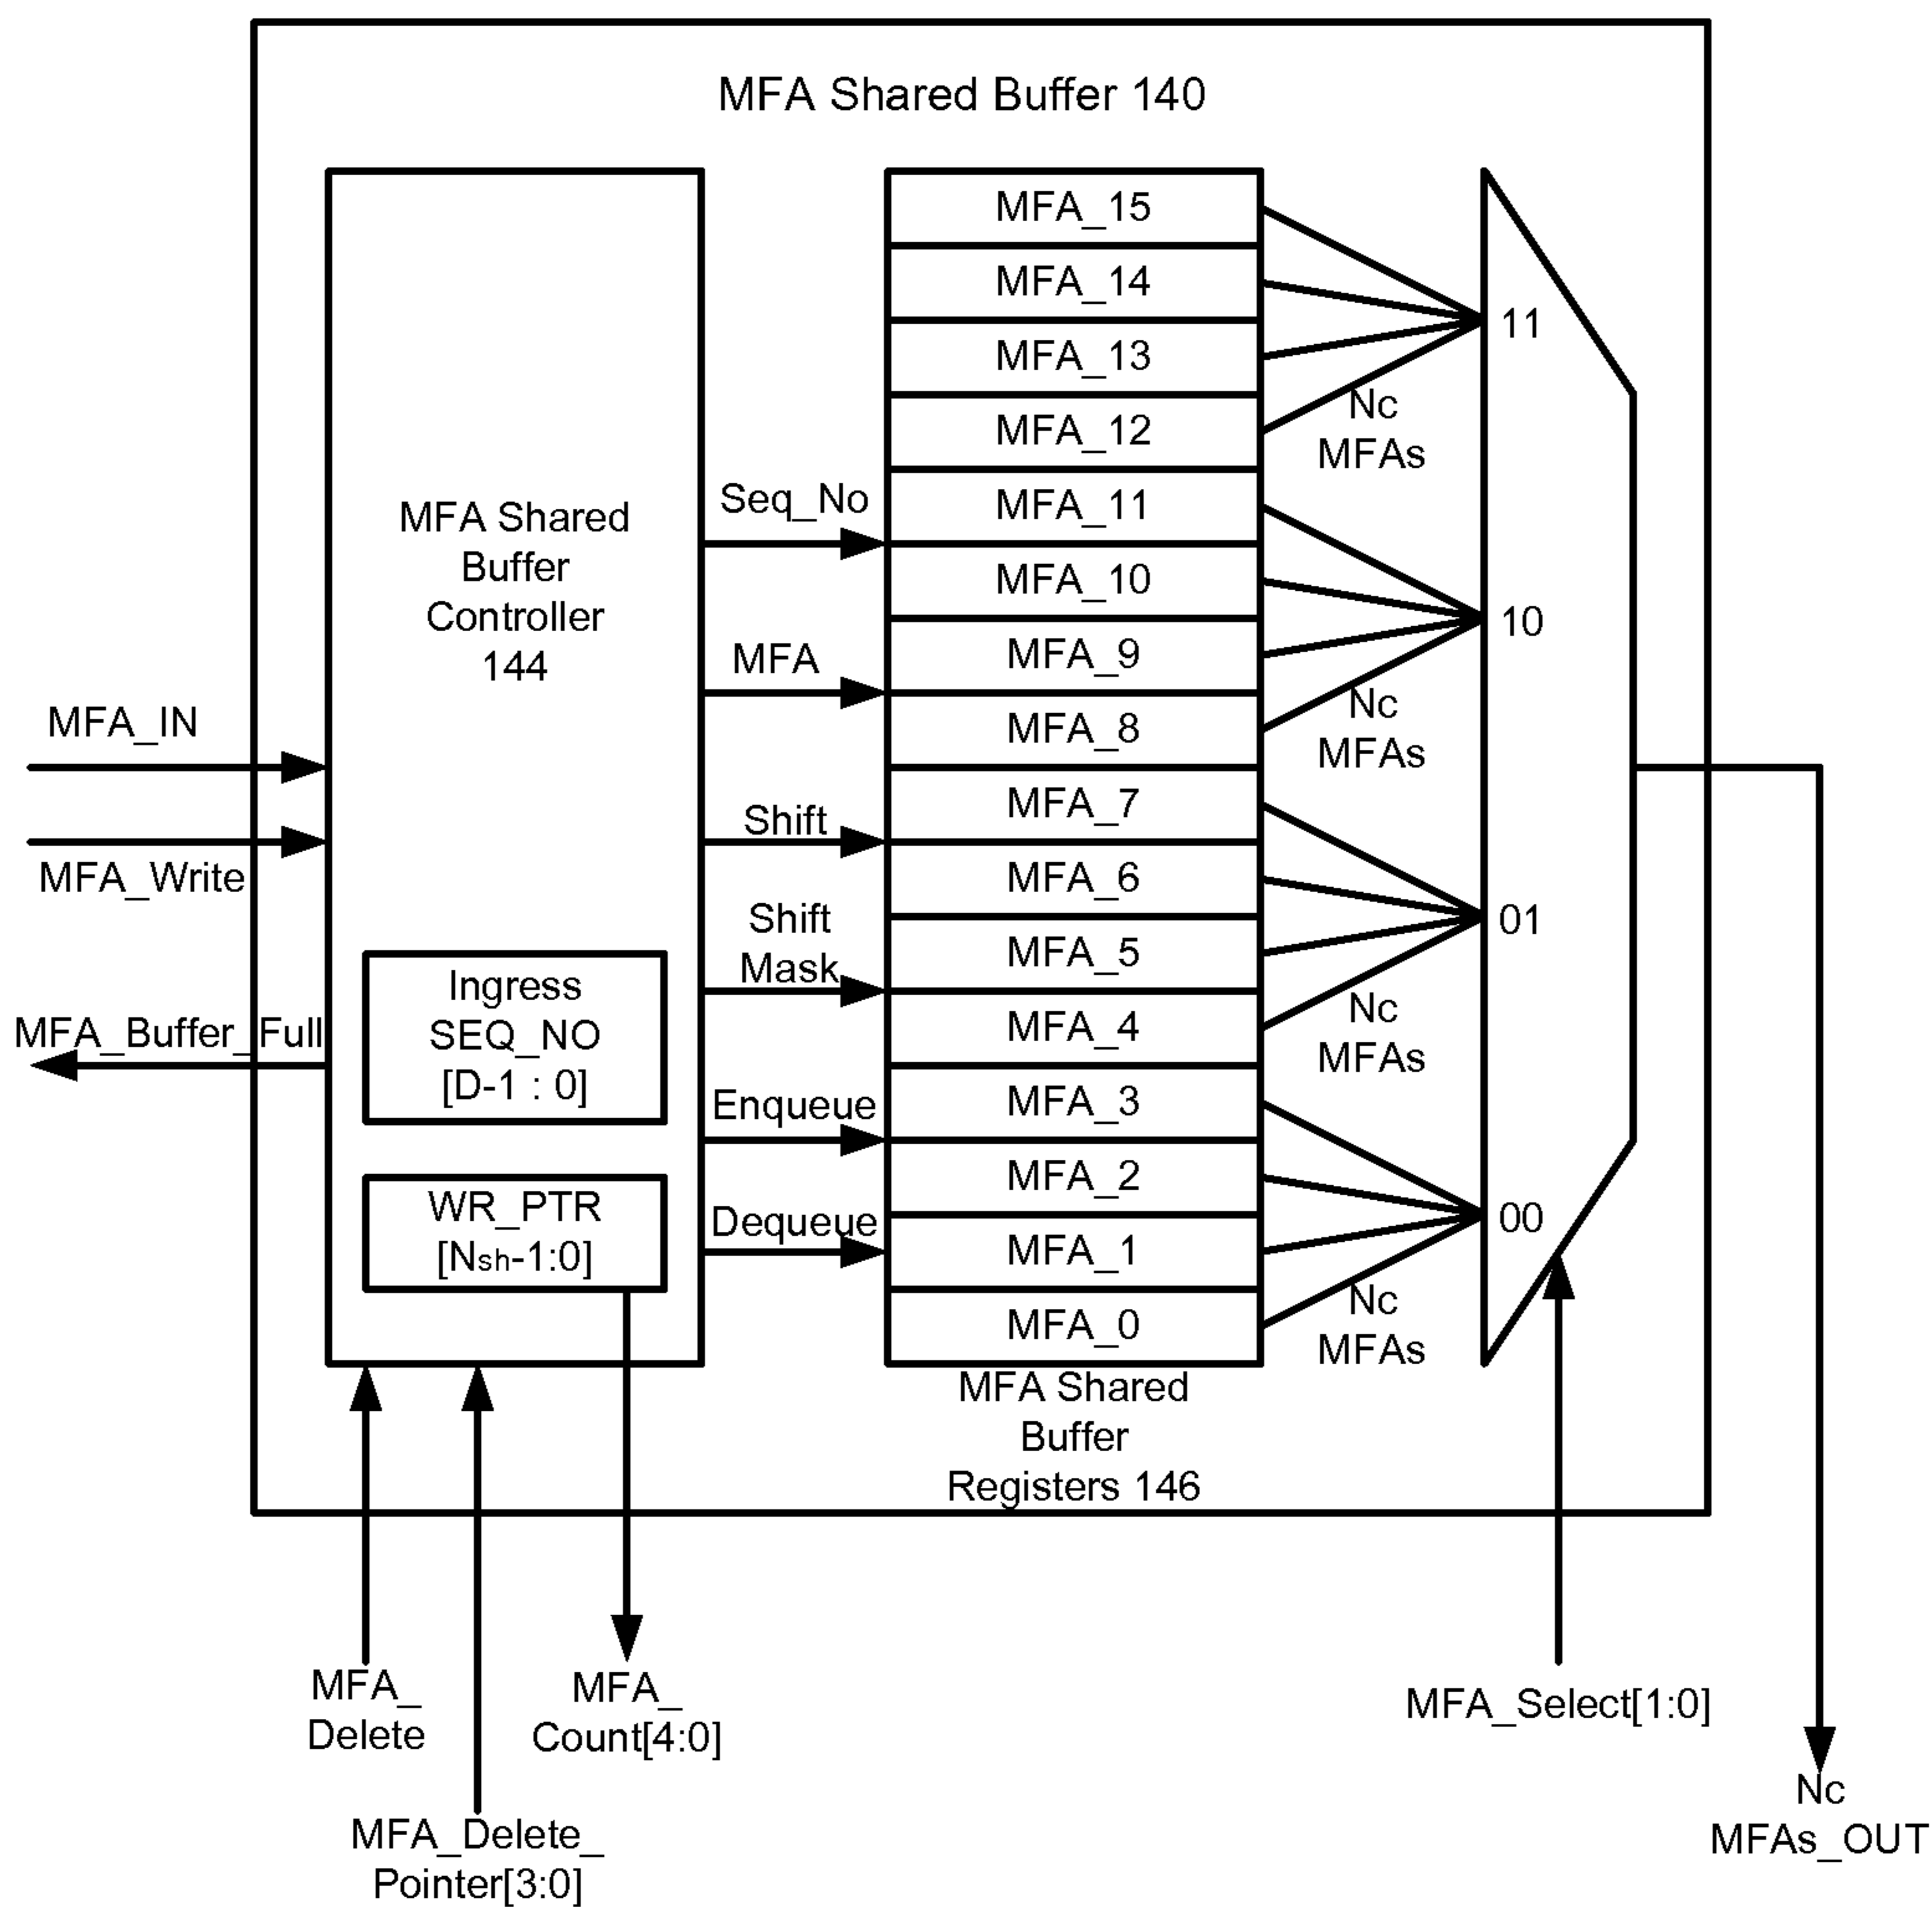 MFA Shared Buffer 140
MFA Shared
Buffer
Controller
144
Ingress
SEQ_NO
[D-1 : 0]
WR_PTR
[Nsh-1:0]
MFA_IN
MFA_Write
MFA_Buffer_Full
Seq_No
MFA
Shift
Shift
Mask
Enqueue
Dequeue
MFA_15
MFA_14
MFA_13
MFA_12
MFA_11
MFA_10
MFA_9
MFA_8
MFA_7
MFA_6
MFA_5
MFA_4
MFA_3
MFA_2
MFA_1
MFA_0
MFA Shared
Buffer
Registers 146
Nc
MFAs
Nc
MFAs
Nc
MFAs
Nc
MFAs
11
10
01
00
MFA_
Delete
MFA_Delete_
Pointer[3:0]
MFA_
Count[4:0]
MFA_Select[1:0]
Nc
MFAs_OUT